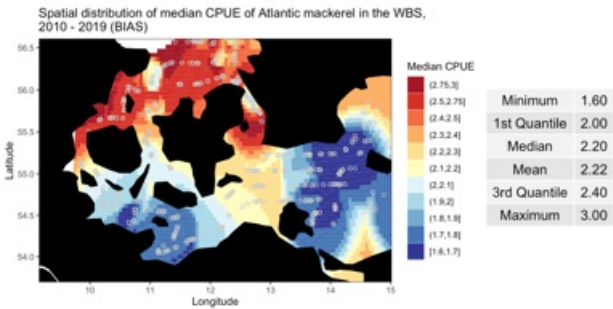 Spatial distribution of median CPUE of Atlantic mackerel in the WBS,
2010 - 2019 (BIAS)
Median CPUE
(2.75,3]
(2.5,2.75]
(2.4,2.5]
(2.3,2.4]
(2.2,2.3]
(2.1,2.2]
(2,2.1]
(1.9,2]
(1.8,1.9]
(1.7,1.8]
[1.6,1.7]
Minimum 1.60
1st Quantile 2.00
Median 2.20
Mean 2.22
3rd Quantile 2.40
Maximum 3.00
Latitude
56.5
56.0
55.5
55.0
54.5
54.0
10 11 12 13 14 15
Longitude